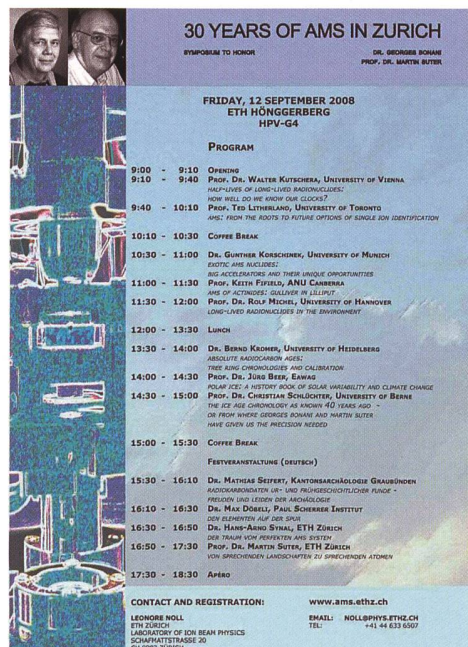 30 YEARS OF AMS IN ZURICH
SYMPOSIUM TO HONOR DR. GEORGES BONANI
PROF. DR. MARTIN SUTER
FRIDAY, 12 SEPTEMBER 2008
ETH HÖNGGERBERG
HPV-G4
PROGRAM
9:00 - 9:10 OPENING
9:10 - 9:40 PROF. DR. WALTER KUTSCHERA, UNIVERSITY OF VIENNA
HALF-LIVES OF LONG-LIVED RADIONUCLIDES:
HOW WELL DO WE KNOW OUR CLOCKS?
9:40 - 10:10 PROF. TED LITHERLAND, UNIVERSITY OF TORONTO
AMS: FROM THE ROOTS TO FUTURE OPTIONS OF SINGLE ION IDENTIFICATION
10:10 - 10:30 COFFEE BREAK
10:30 - 11:00 DR. GUNTHER KORSCHINEK, UNIVERSITY OF MUNICH
EXOTIC AMS NUCLIDES:
BIG ACCELERATORS AND THEIR UNIQUE OPPORTUNITIES
11:00 - 11:30 PROF. KEITH FIFIELD, ANU CANBERRA
AMS OF ACTINIDES: GULLIVER IN LILLIPUT
11:30 - 12:00 PROF. DR. ROLF MICHEL, UNIVERSITY OF HANNOVER
LONG-LIVED RADIONUCLIDES IN THE ENVIRONMENT
12:00 - 13:30 LUNCH
13:30 - 14:00 DR. BERND KROMER, UNIVERSITY OF HEIDELBERG
ABSOLUTE RADIOCARBON AGES:
TREE RING CHRONOLOGIES AND CALIBRATION
14:00 - 14:30 PROF. DR. JÜRG BEER, EAWAG
POLAR ICE: A HISTORY BOOK OF SOLAR VARIABILITY AND CLIMATE CHANGE
14:30 - 15:00 PROF. DR. CHRISTIAN SCHLÜCHTER, UNIVERSITY OF BERNE
THE ICE AGE CHRONOLOGY AS KNOWN 40 YEARS AGO -
OR FROM WHERE GEORGES BONANI AND MARTIN SUTER
HAVE GIVEN US THE PRECISION NEEDED
15:00 - 15:30 COFFEE BREAK
FESTVERANSTALTUNG (DEUTSCH)
15:30 - 16:10 DR. MATHIAS SEIFERT, KANTONSARCHÄOLOGIE GRAUBÜNDEN
RADIOKARBONDATEN UR- UND FRÜHGESCHICHTLICHER FUNDE -
FREUDEN UND LEIDEN DER ARCHÄOLOGIE
16:10 - 16:30 DR. MAX DÖBELI, PAUL SCHERRER INSTITUT
DEN ELEMENTEN AUF DER SPUR
16:30 - 16:50 DR. HANS-ARNO SYNAL, ETH ZÜRICH
DER TRAUM VOM PERFEKTEN AMS SYSTEM
16:50 - 17:30 PROF. DR. MARTIN SUTER, ETH ZÜRICH
VON SPRECHENDEN LANDSCHAFTEN ZU SPRECHENDEN ATOMEN
17:30 - 18:30 APÉRO
CONTACT AND REGISTRATION: www.ams.ethz.ch
LEONORE NOLL EMAIL: NOLL@PHYS.ETHZ.CH
ETH ZÜRICH TEL: +41 44 633 6507
LABORATORY OF ION BEAM PHYSICS
SCHAFMATTSTRASSE 20